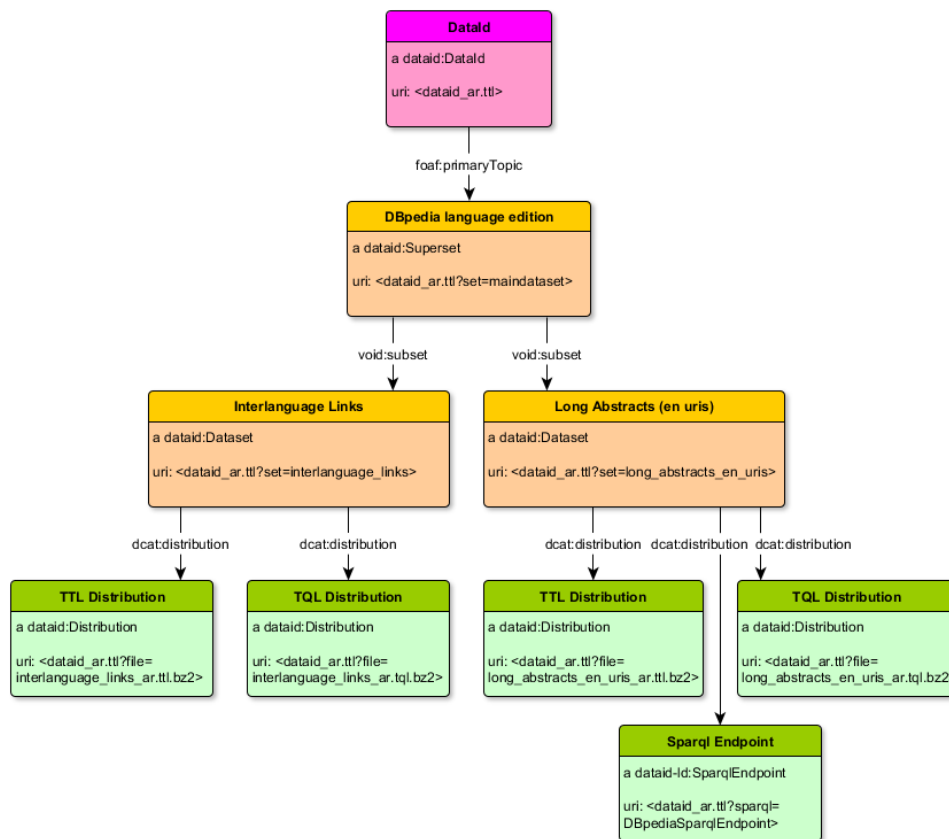 DataId
a dataid:DataId
uri: <dataid_ar.ttl>
foaf:primaryTopic
DBpedia language edition
a dataid:Superset
uri: <dataid_ar.ttl?set=maindataset>
void:subset
void:subset
Interlanguage Links
a dataid:Dataset
uri: <dataid_ar.ttl?set=interlanguage_links>
Long Abstracts (en uris)
a dataid:Dataset
uri: <dataid_ar.ttl?set=long_abstracts_en_uris>
dcat:distribution
dcat:distribution
dcat:distribution
dcat:distribution
dcat:distribution
TTL Distribution
a dataid:Distribution
uri: <dataid_ar.ttl?file=
interlanguage_links_ar.ttl.bz2>
TQL Distribution
a dataid:Distribution
uri: <dataid_ar.ttl?file=
interlanguage_links_ar.tql.bz2>
TTL Distribution
a dataid:Distribution
uri: <dataid_ar.ttl?file=
long_abstracts_en_uris_ar.ttl.bz2>
TQL Distribution
a dataid:Distribution
uri: <dataid_ar.ttl?file=
long_abstracts_en_uris_ar.tql.bz2
Sparql Endpoint
a dataid-ld:SparqlEndpoint
uri: <dataid_ar.ttl?sparql=
DBpediaSparqlEndpoint>